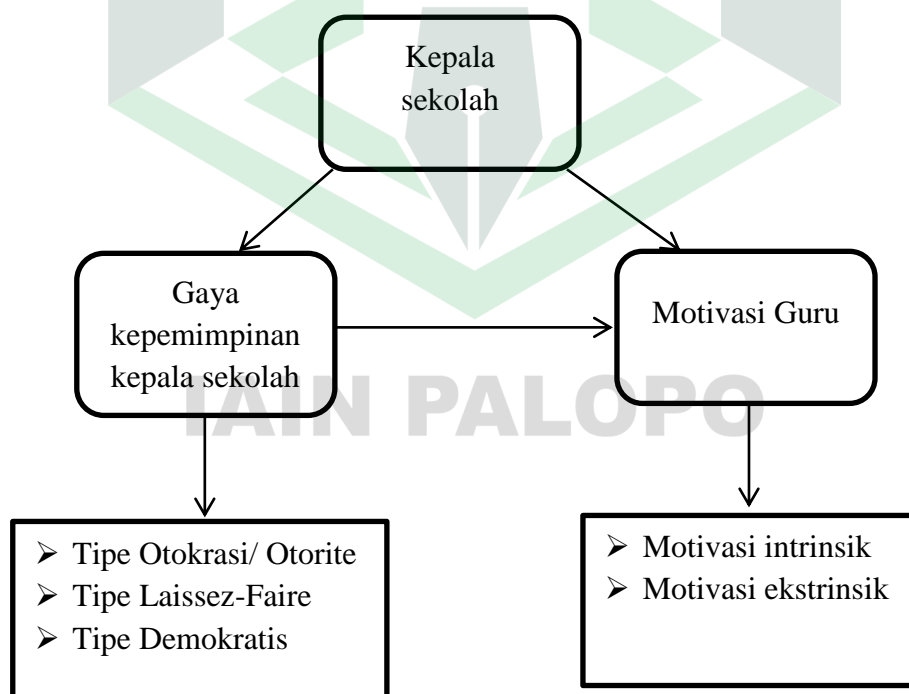 Kepala
sekolah
Gaya
kepemimpinan
kepala sekolah
Motivasi Guru
IAIN PALOPO
➢ Tipe Otokrasi/ Otorite
➢ Tipe Laissez-Faire
➢ Tipe Demokratis
➢ Motivasi intrinsik
➢ Motivasi ekstrinsik